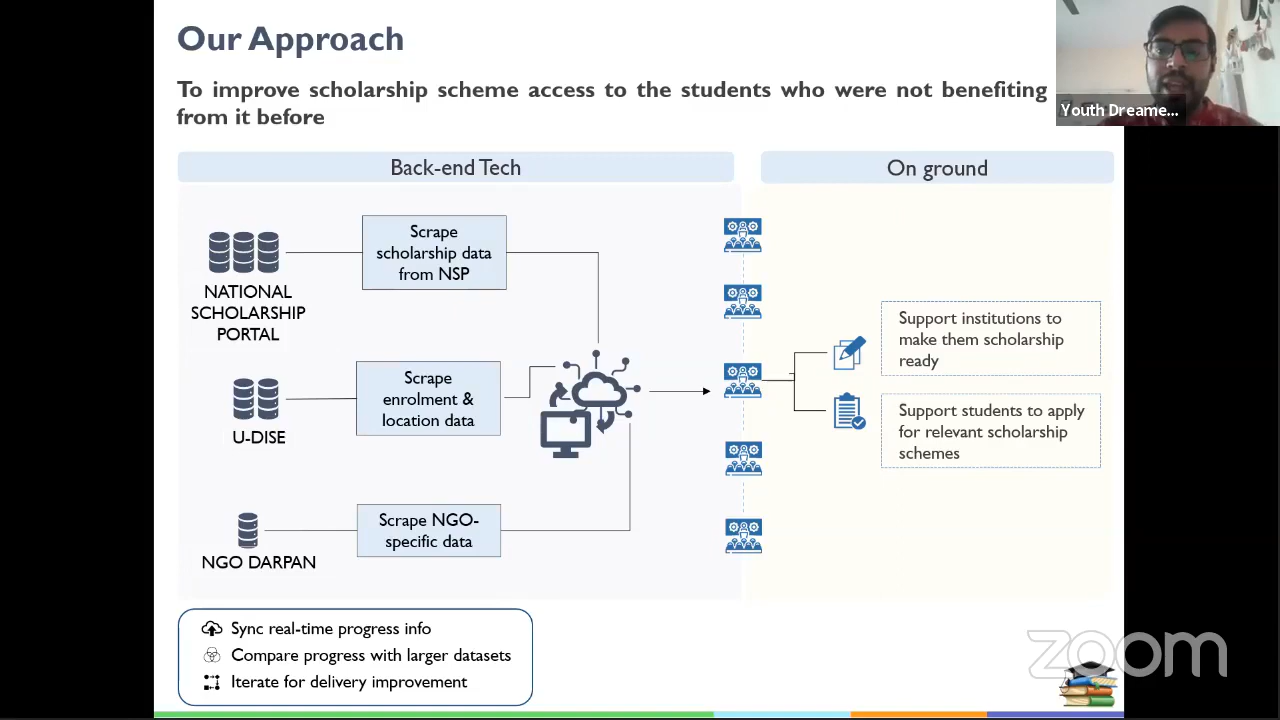 Our Approach
To improve scholarship scheme access to the students who were not benefiting
from it before
Youth Dreame...
Back-end Tech
On ground
Scrape
scholarship data
from NSP
NATIONAL
SCHOLARSHIP
PORTAL
Scrape
enrolment &
location data
U-DISE
Scrape NGO-
specific data
NGO DARPAN
Support institutions to
make them scholarship
ready
Support students to apply
for relevant scholarship
schemes
Sync real-time progress info
Compare progress with larger datasets
Iterate for delivery improvement
zoom